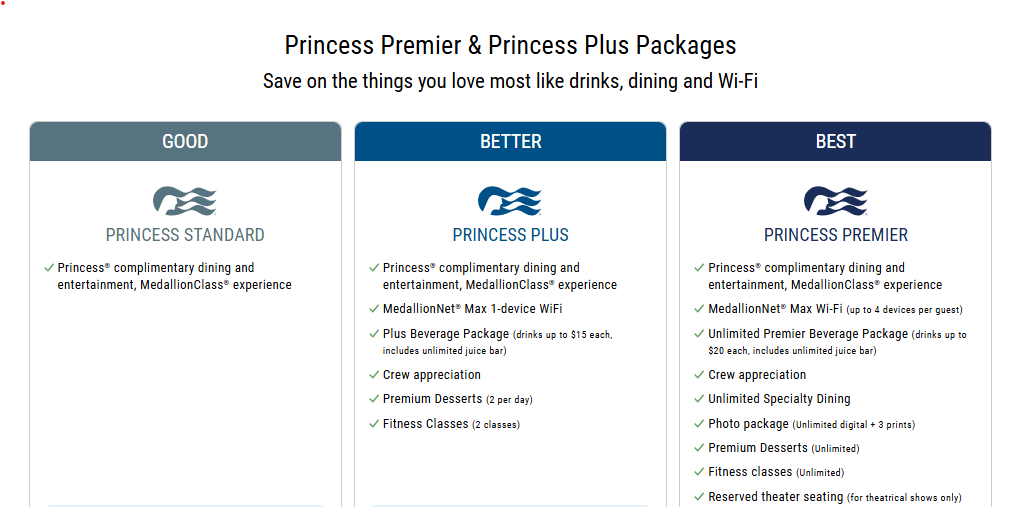 Princess Premier & Princess Plus Packages
Save on the things you love most like drinks, dining and Wi-Fi
GOOD
PRINCESS STANDARD
Princess® complimentary dining and
entertainment, MedallionClass® experience
BETTER
PRINCESS PLUS
Princess® complimentary dining and
entertainment, MedallionClass® experience
MedallionNet® Max 1-device WiFi
Plus Beverage Package (drinks up to $15 each,
includes unlimited juice bar)
Crew appreciation
Premium Desserts (2 per day)
Fitness Classes (2 classes)
BEST
PRINCESS PREMIER
Princess® complimentary dining and
entertainment, MedallionClass® experience
MedallionNet® Max Wi-Fi (up to 4 devices per guest)
Unlimited Premier Beverage Package (drinks up to
$20 each, includes unlimited juice bar)
Crew appreciation
Unlimited Specialty Dining
Photo package (Unlimited digital + 3 prints)
Premium Desserts (Unlimited)
Fitness classes (Unlimited)
Reserved theater seating (for theatrical shows only)